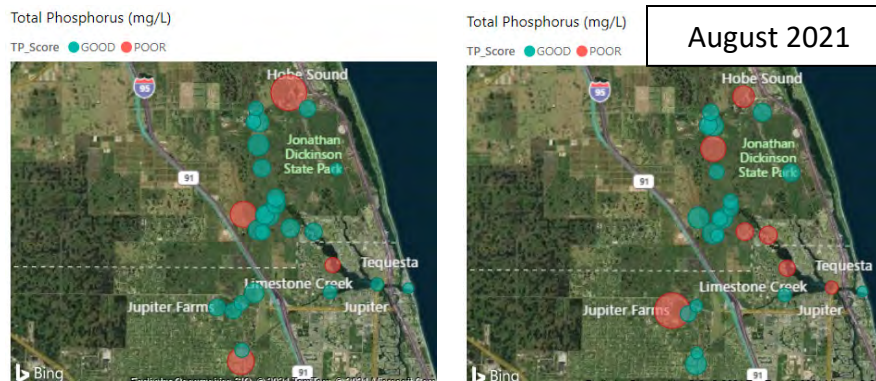 Total Phosphorus (mg/L)
TP_Score GOOD POOR
Hobe Sound
95
Jonathan
Dickinson
State Park
91
Tequesta
Limestone Creek
Jupiter Farms
Jupiter
91
Bing
Total Phosphorus (mg/L)
TP_Score GOOD POOR
August 2021
Hobe Sound
95
Jonathan
Dickinson
State Park
91
Tequesta
Limestone Creek
Jupiter Farms
Jupiter
91
Bing